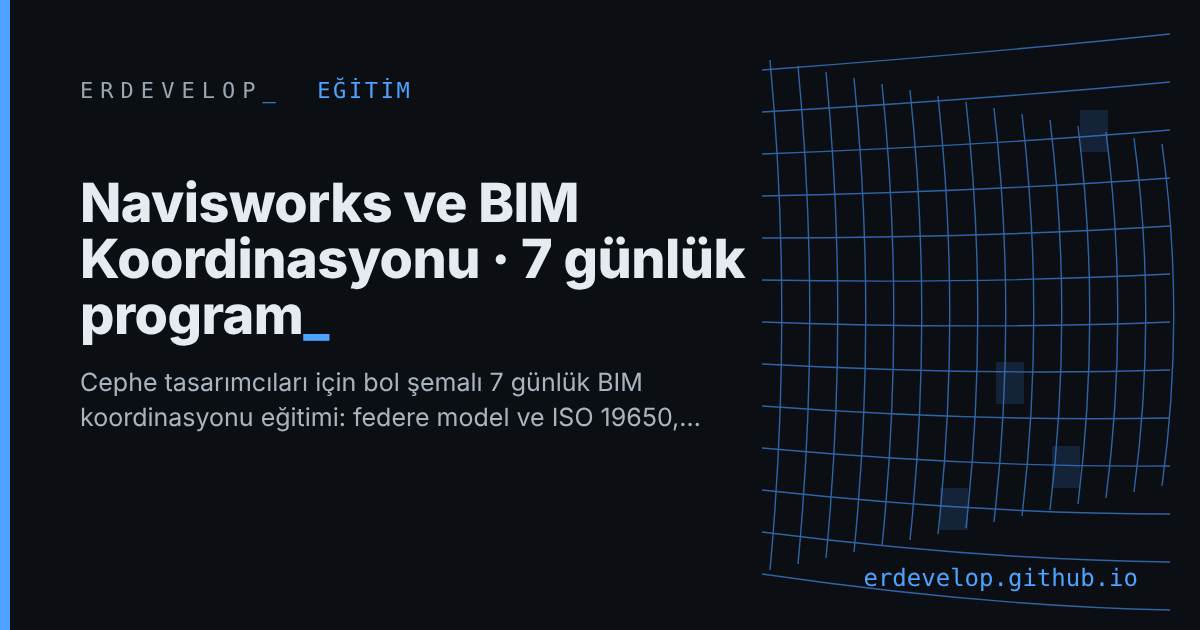 ERDEVELOP_ EĞİTİM
Navisworks ve BIM
Koordinasyonu · 7 günlük
program_
Cephe tasarımcıları için bol şemalı 7 günlük BIM
koordinasyonu eğitimi: federe model ve ISO 19650,…
erdevelop.github.io